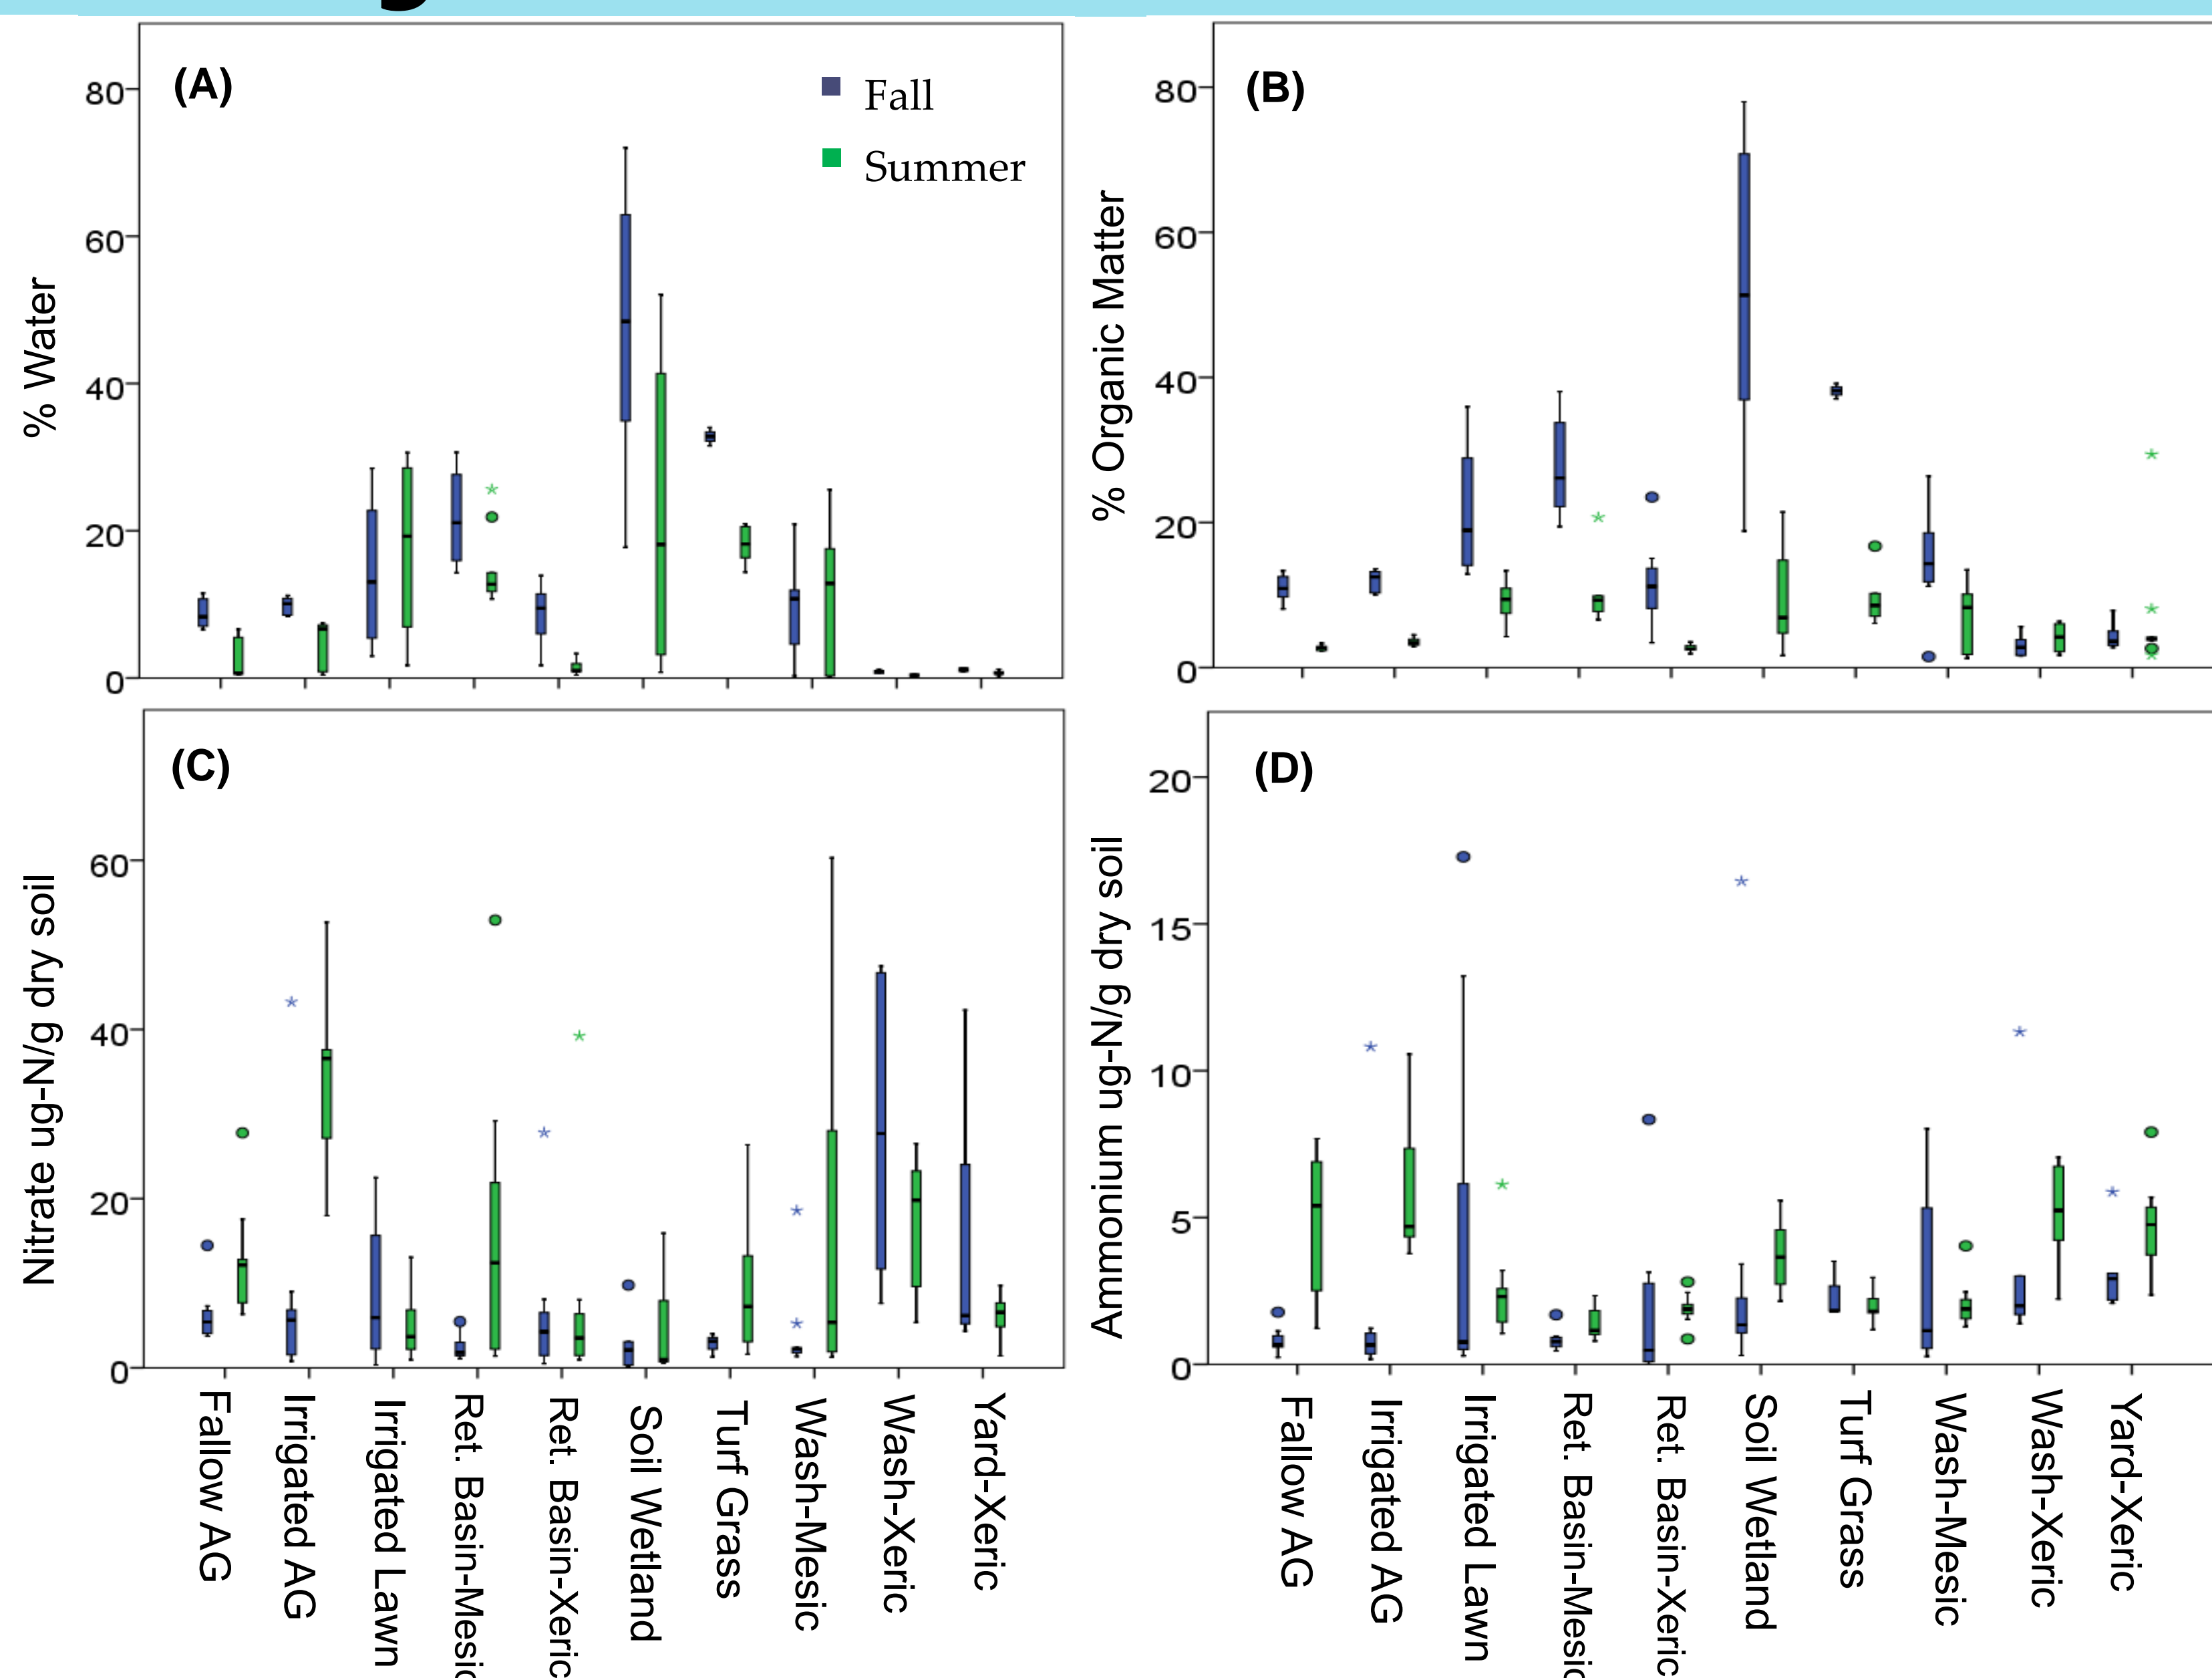 (A)
Fall
Summer
80
60
40
20
0
% Water
(B)
80
60
40
20
0
% Organic Matter
(C)
60
40
20
0
Nitrate ug-N/g dry soil
Fallow AG
Irrigated AG
Irrigated Lawn
Ret. Basin-Mesic
Ret. Basin-Xeric
Soil Wetland
Turf Grass
Wash-Mesic
Wash-Xeric
Yard-Xeric
(D)
20
15
10
5
0
Ammonium ug-N/g dry soil
Fallow AG
Irrigated AG
Irrigated Lawn
Ret. Basin-Mesic
Ret. Basin-Xeric
Soil Wetland
Turf Grass
Wash-Mesic
Wash-Xeric
Yard-Xeric